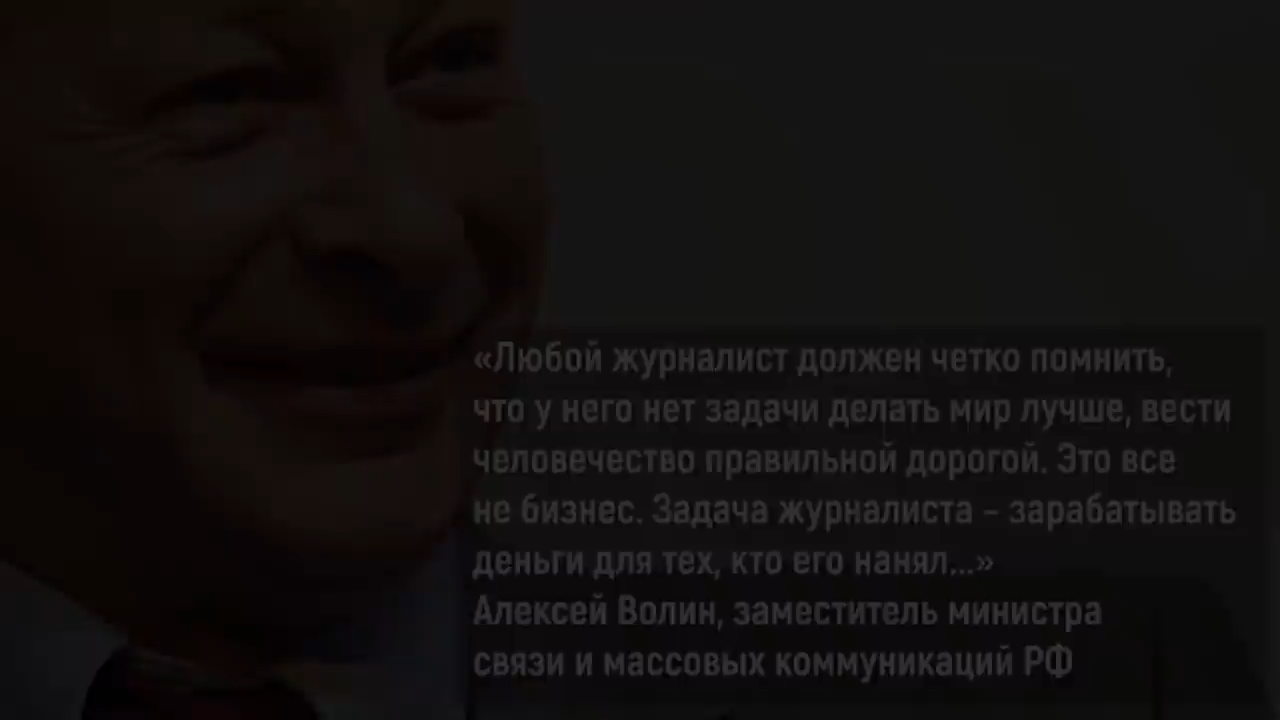 «Любой журналист должен четко помнить,
что у него нет задачи делать мир лучше, вести
человечество правильной дорогой. Это все
не бизнес. Задача журналиста - зарабатывать
деньги для тех, кто его нанял...»
Алексей Волин, заместитель министра
связи и массовых коммуникаций РФ